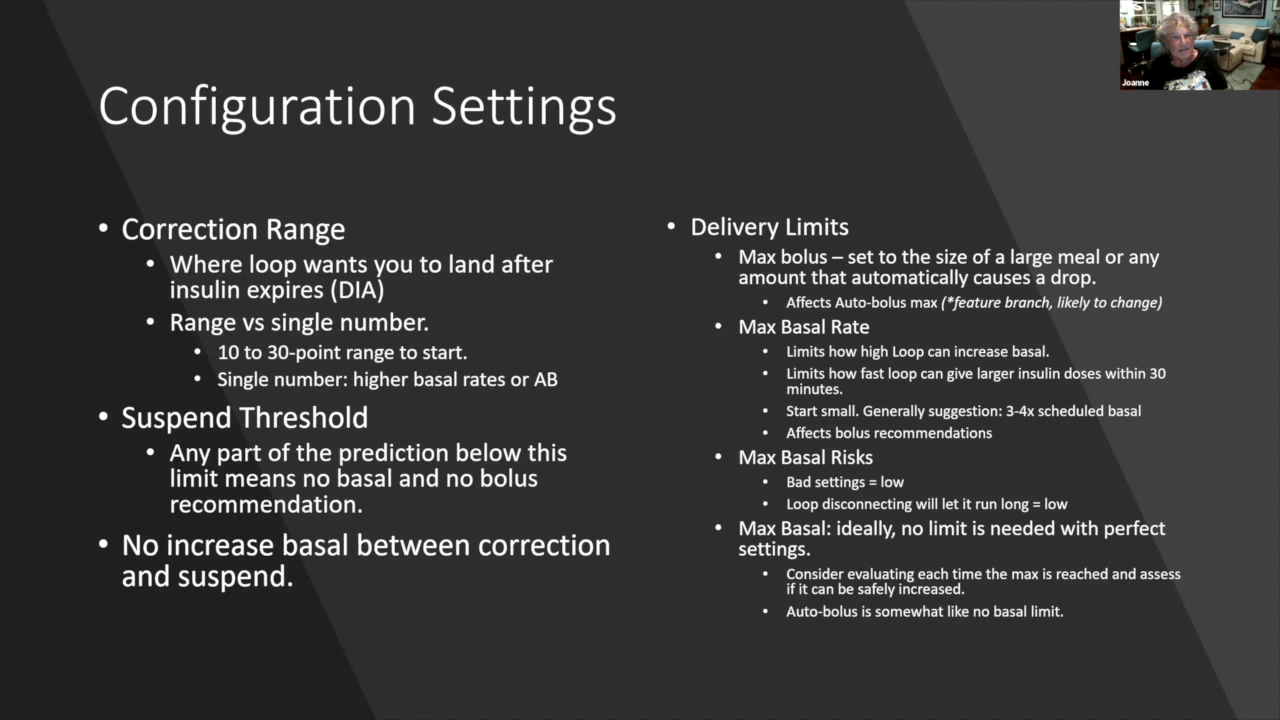 Joanne
Configuration Settings
• Correction Range
• Where loop wants you to land after
insulin expires (DIA)
• Range vs single number.
• 10 to 30-point range to start.
• Single number: higher basal rates or AB
• Suspend Threshold
• Any part of the prediction below this
limit means no basal and no bolus
recommendation.
• No increase basal between correction
and suspend.
• Delivery Limits
• Max bolus – set to the size of a large meal or any
amount that automatically causes a drop.
• Affects Auto-bolus max (*feature branch, likely to change)
• Max Basal Rate
• Limits how high Loop can increase basal.
• Limits how fast loop can give larger insulin doses within 30
minutes.
• Start small. Generally suggestion: 3-4x scheduled basal
• Affects bolus recommendations
• Max Basal Risks
• Bad settings = low
• Loop disconnecting will let it run long = low
• Max Basal: ideally, no limit is needed with perfect
settings.
• Consider evaluating each time the max is reached and assess
if it can be safely increased.
• Auto-bolus is somewhat like no basal limit.